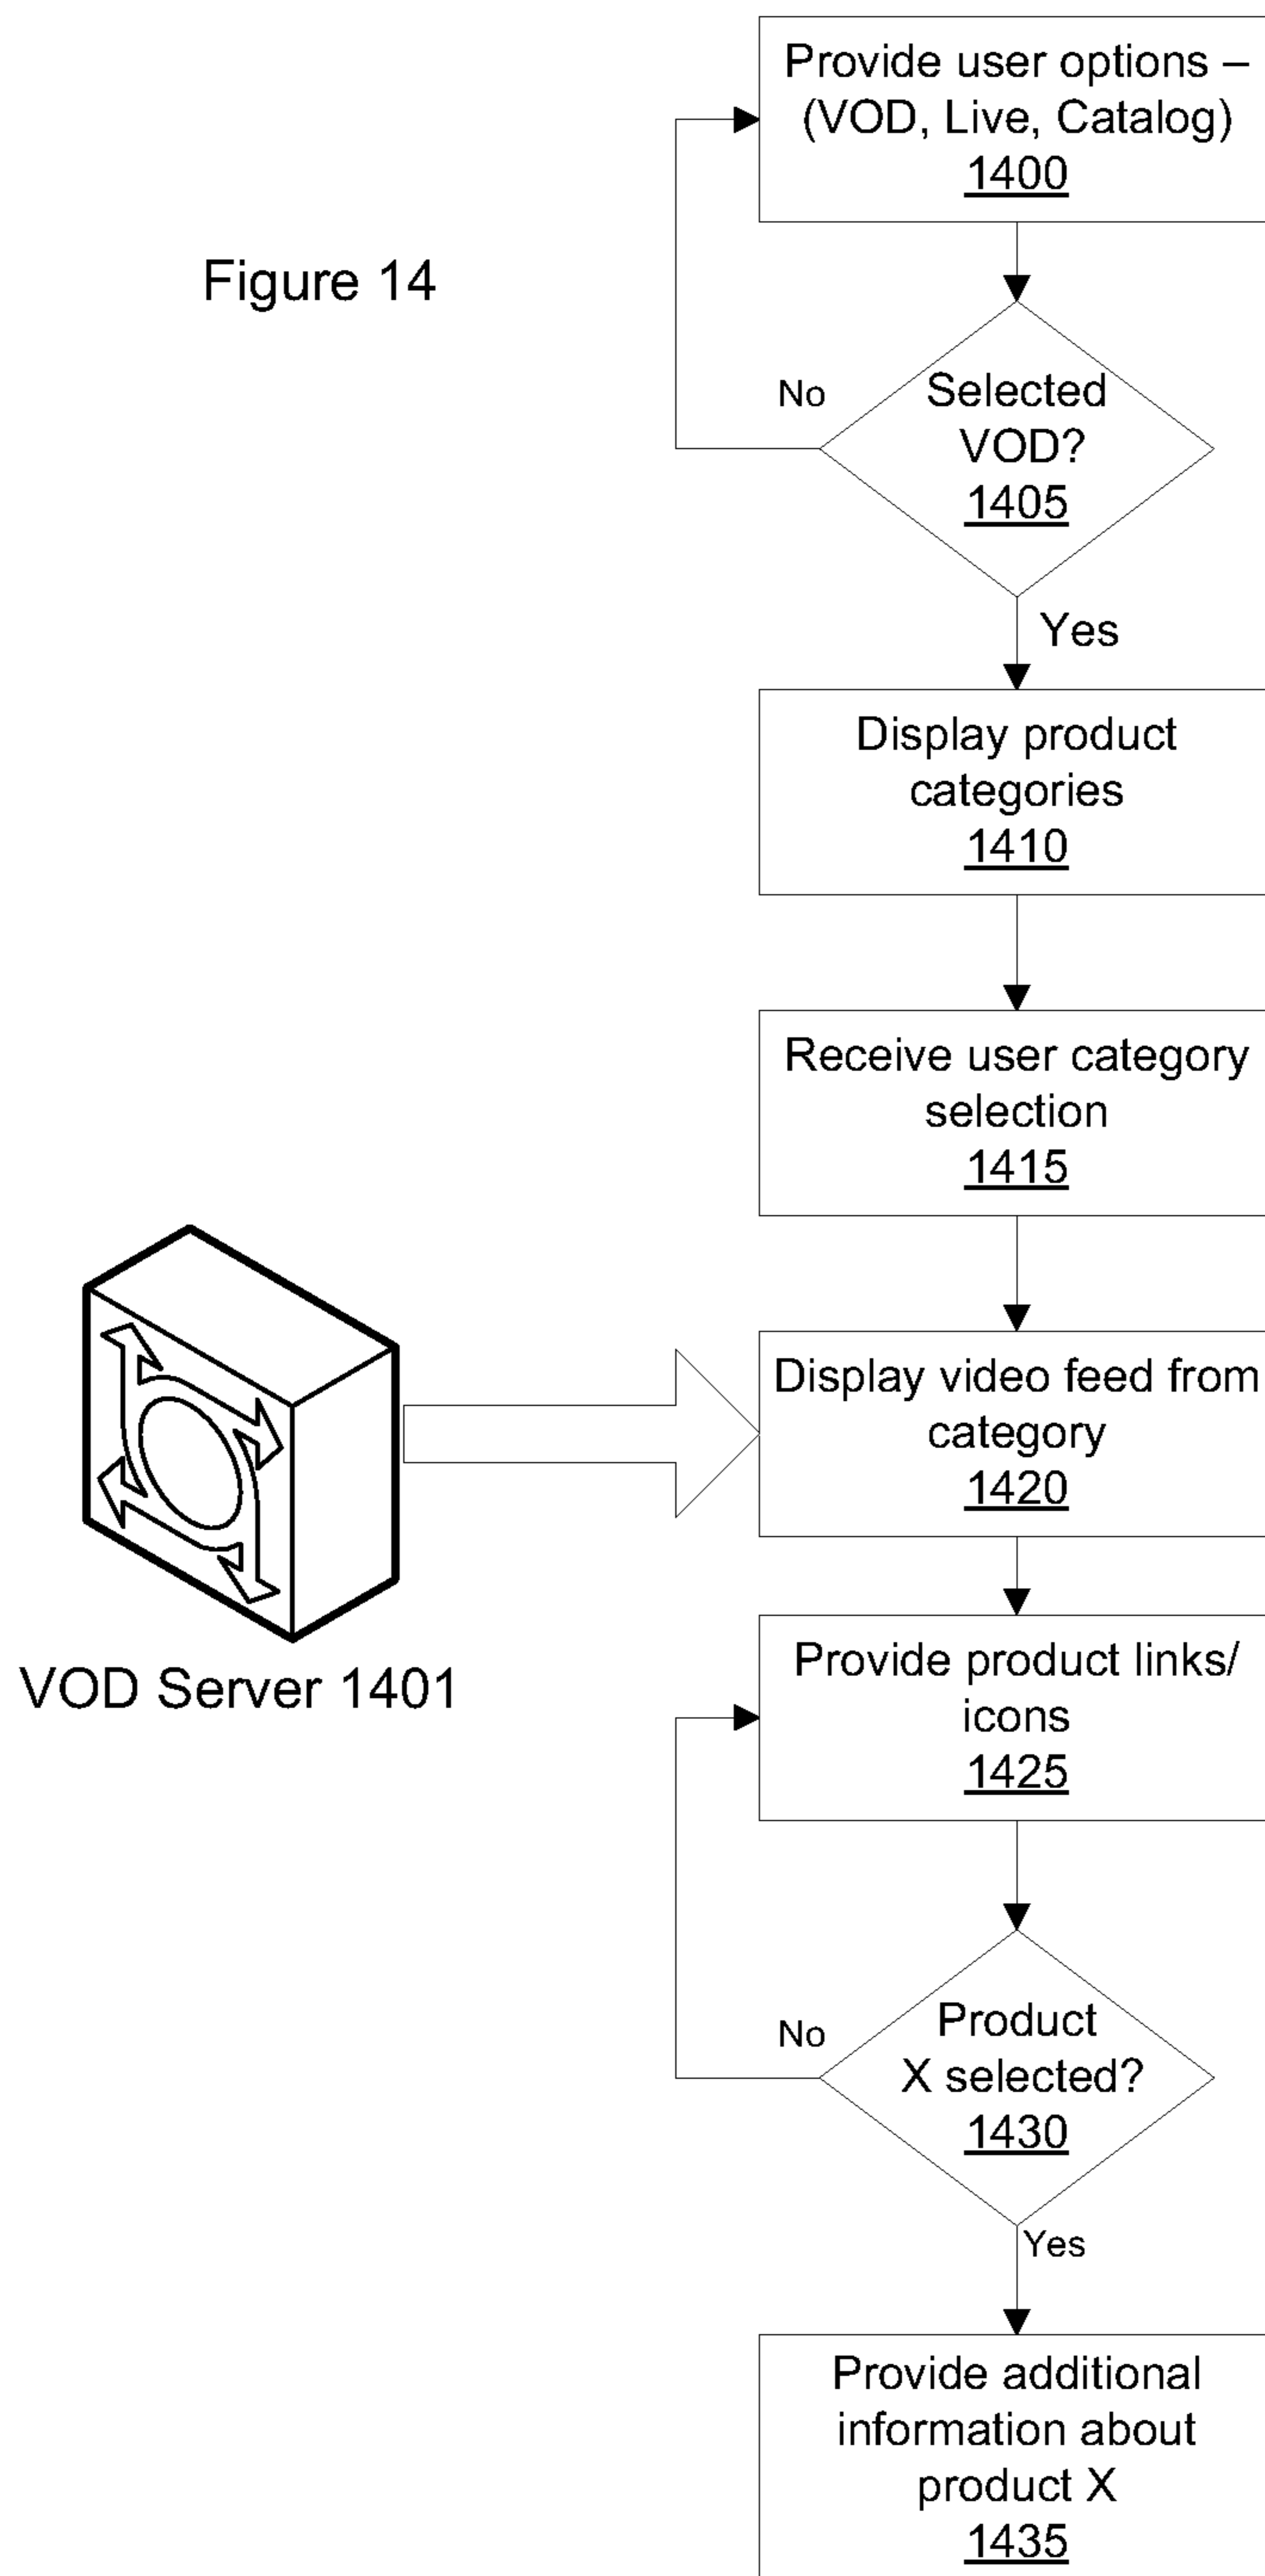 Provide user options –
(VOD, Live, Catalog)
1400
Figure 14
No
Selected
VOD?
1405
Yes
Display product
categories
1410
Receive user category
selection
1415
Display video feed from
category
1420
VOD Server 1401
Provide product links/
icons
1425
No
Product
X selected?
1430
Yes
Provide additional
information about
product X
1435